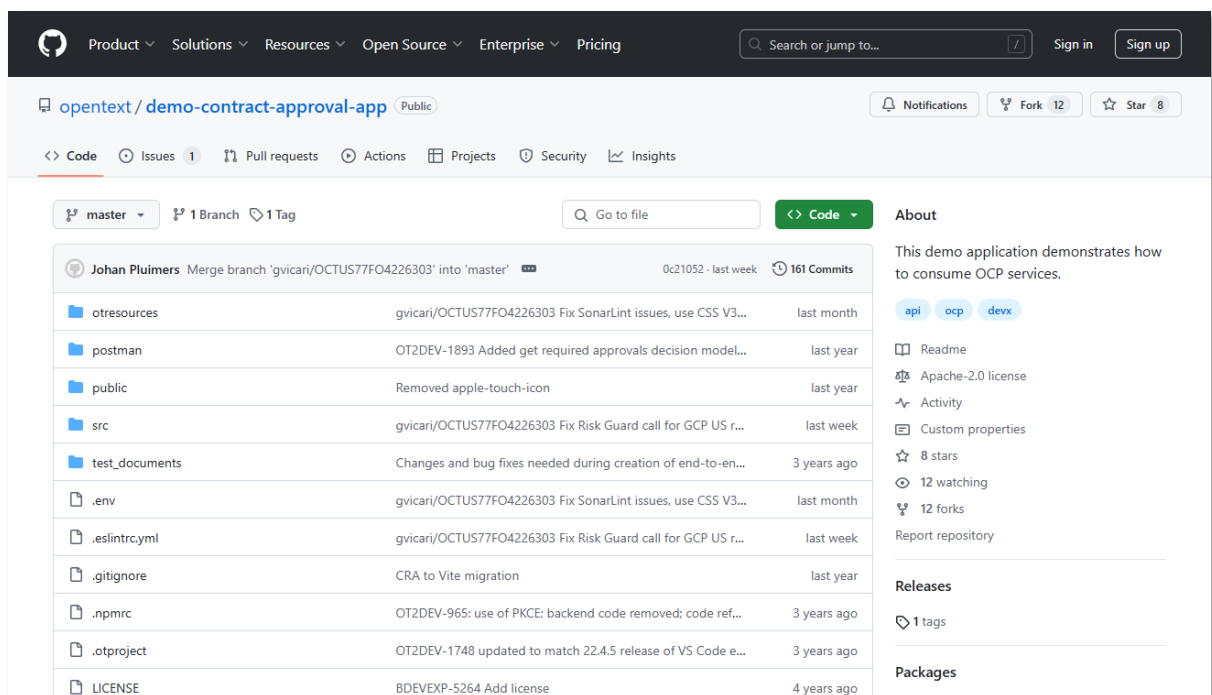 Product Solutions Resources Open Source Enterprise Pricing Search or jump to... / Sign in Sign up
opentext / demo-contract-approval-app Public Notifications Fork 12 Star 8
Code Issues 1 Pull requests Actions Projects Security Insights
master 1 Branch 1 Tag Go to file Code
Johan Pluimers Merge branch 'gvicari/OCTUS77FO4226303' into 'master' 0c21052 · last week 161 Commits
otresources gvicari/OCTUS77FO4226303 Fix SonarLint issues, use CSS V3... last month
postman OT2DEV-1893 Added get required approvals decision model... last year
public Removed apple-touch-icon last year
src gvicari/OCTUS77FO4226303 Fix Risk Guard call for GCP US r... last week
test_documents Changes and bug fixes needed during creation of end-to-en... 3 years ago
.env gvicari/OCTUS77FO4226303 Fix SonarLint issues, use CSS V3... last month
.eslintrc.yml gvicari/OCTUS77FO4226303 Fix Risk Guard call for GCP US r... last week
.gitignore CRA to Vite migration last year
.npmrc OT2DEV-965: use of PKCE; backend code removed; code ref... 3 years ago
.otproject OT2DEV-1748 updated to match 22.4.5 release of VS Code e... 3 years ago
LICENSE BDEVEXP-5264 Add license 4 years ago
About
This demo application demonstrates how
to consume OCP services.
api ocp devx
Readme
Apache-2.0 license
Activity
Custom properties
8 stars
12 watching
12 forks
Report repository
Releases
1 tags
Packages